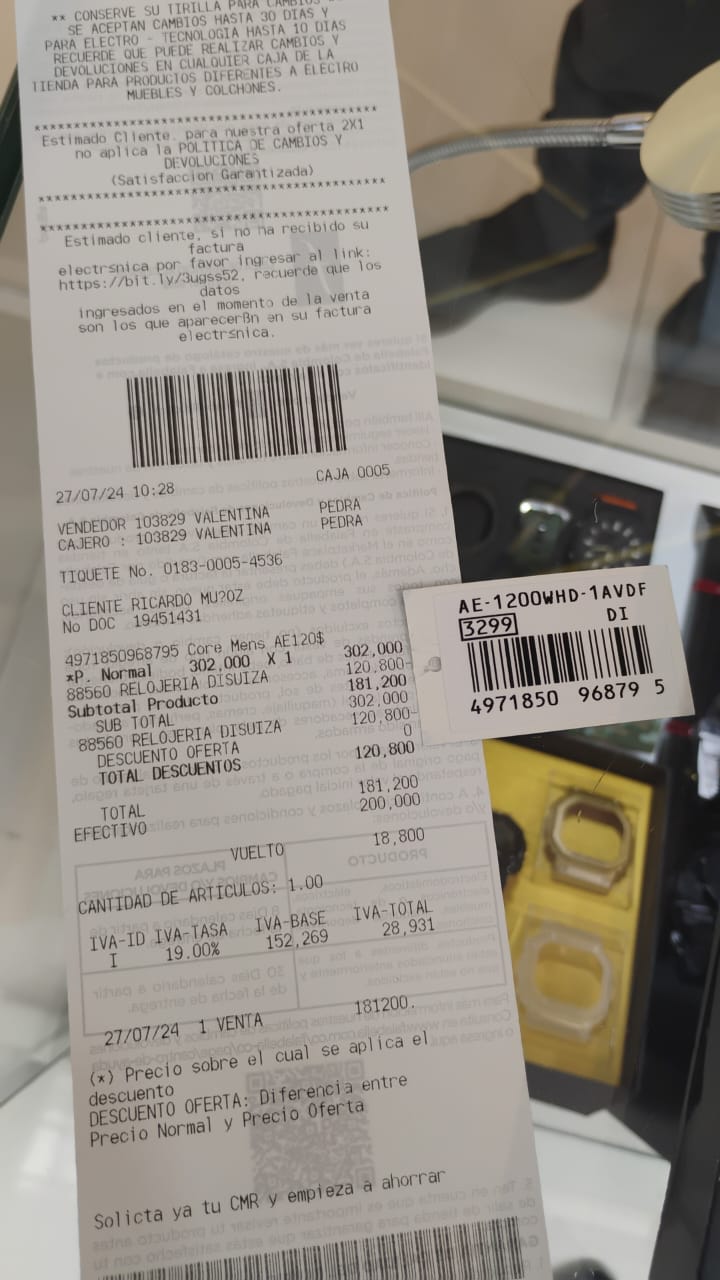 ** CONSERVE SU TIRILLA PARA CAMBIOS
SE ACEPTAN CAMBIOS HASTA 30 DIAS Y
PARA ELECTRO - TECNOLOGIA HASTA 10 DIAS
RECUERDE QUE PUEDE REALIZAR CAMBIOS Y
DEVOLUCIONES EN CUALQUIER CAJA DE LA
TIENDA PARA PRODUCTOS DIFERENTES A ELECTRO
MUEBLES Y COLCHONES.
****************************************
Estimado Cliente. para nuestra oferta 2X1
no aplica la POLITICA DE CAMBIOS Y
DEVOLUCIONES
(Satisfaccion Garantizada)
****************************************
****************************************
Estimado cliente, si no ha recibido su
factura
electrsnica por favor ingresar al link:
https://bit.ly/3ugss52, recuerde que los
datos
ingresados en el momento de la venta
son los que aparecerBn en su factura
electrsnica.
27/07/24 10:28 CAJA 0005
VENDEDOR 103829 VALENTINA PEDRA
CAJERO : 103829 VALENTINA PEDRA
TIQUETE No. 0183-0005-4536
CLIENTE RICARDO MU?OZ
No DOC 19451431
4971850968795 Core Mens AE120$
*P. Normal 302,000 X 1 302,000
88560 RELOJERIA DISUIZA 120,800-
Subtotal Producto 181,200
SUB TOTAL 302,000
88560 RELOJERIA DISUIZA 120,800-
DESCUENTO OFERTA 0
TOTAL DESCUENTOS 120,800
TOTAL 181,200
EFECTIVO 200,000
VUELTO 18,800
CANTIDAD DE ARTICULOS: 1.00
IVA-ID IVA-TASA IVA-BASE IVA-TOTAL
I 19.00% 152,269 28,931
27/07/24 1 VENTA 181200.
(*) Precio sobre el cual se aplica el
descuento
DESCUENTO OFERTA: Diferencia entre
Precio Normal y Precio Oferta
Solicta ya tu CMR y empieza a ahorrar
AE-1200WHD-1AVDF
3299 DI
4971850 96879 5